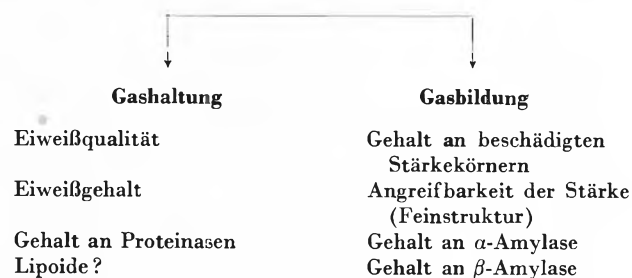 Gashaltung Gasbildung
Eiweißqualität Gehalt an beschädigten
Stärkekörnern
Eiweißgehalt Angreifbarkeit der Stärke
(Feinstruktur)
Gehalt an Proteinasen Gehalt an α-Amylase
Lipoide? Gehalt an β-Amylase